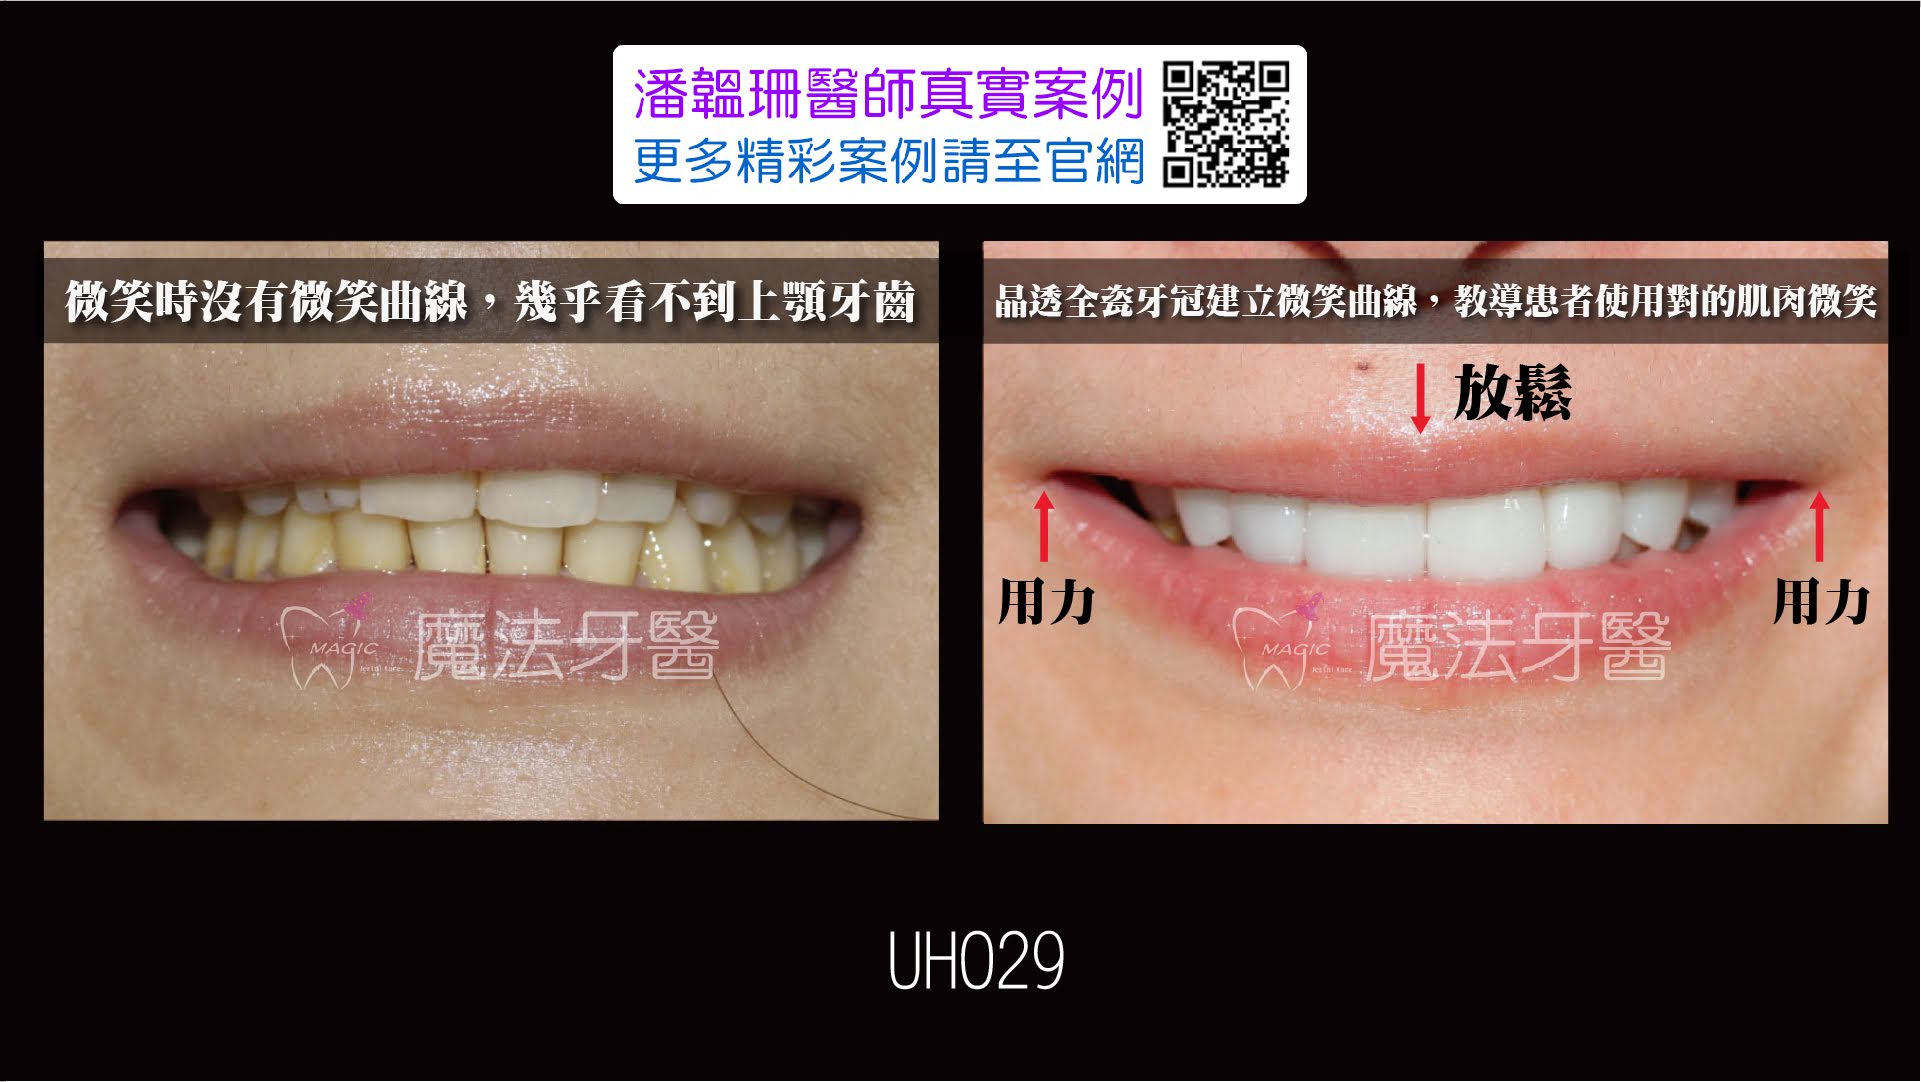 潘韞珊醫師真實案例
更多精彩案例請至官網
微笑時沒有微笑曲線，幾乎看不到上顎牙齒
晶透全瓷牙冠建立微笑曲線，教導患者使用對的肌肉微笑
放鬆
用力
用力
MAGIC
dental care.
魔法牙醫
MAGIC
dental care.
魔法牙醫
UH029